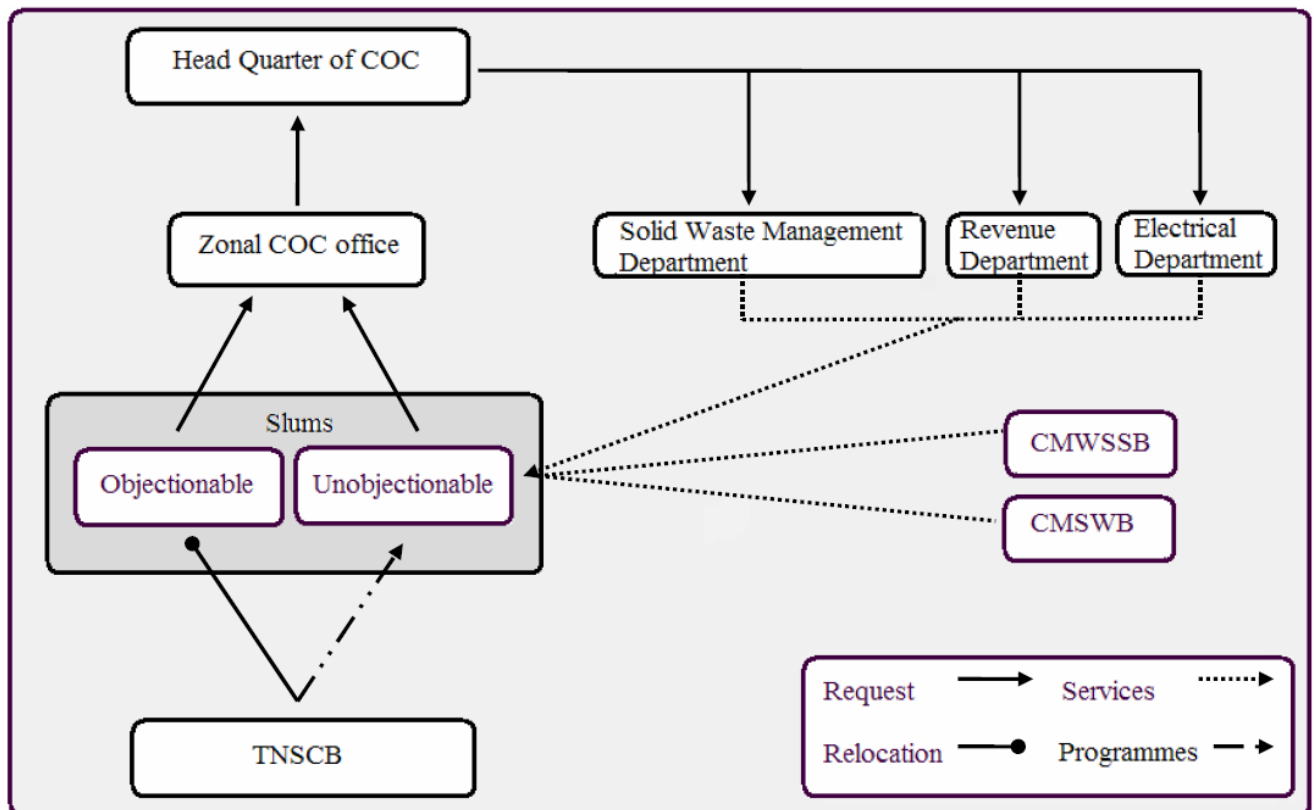 Head Quarter of COC
Zonal COC office
Solid Waste Management
Department
Revenue
Department
Electrical
Department
Slums
Objectionable
Unobjectionable
CMWSSB
CMSWB
TNSCB
Request
Services
Relocation
Programmes